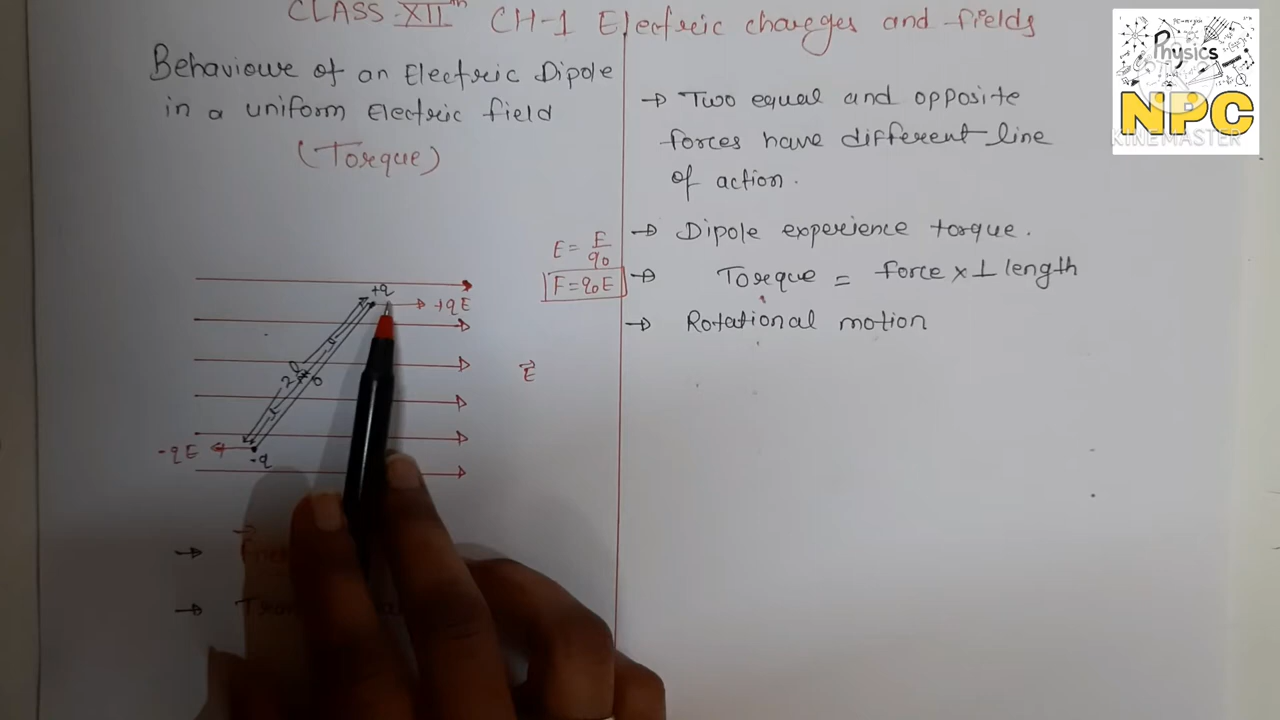 CLASS XIIth CH-1 Electric charges and fields
Behaviour of an Electric Dipole
in a uniform Electric field
(Torque)
+q
+qE
2l
l
O
l
-qE
-q
E = F/q₀
F = q₀E
E⃗
→ Two equal and opposite
forces have different line
of action.
→ Dipole experience torque.
→ Torque = force × ⊥ length
→ Rotational motion
Physics
NPC
KINEMASTER